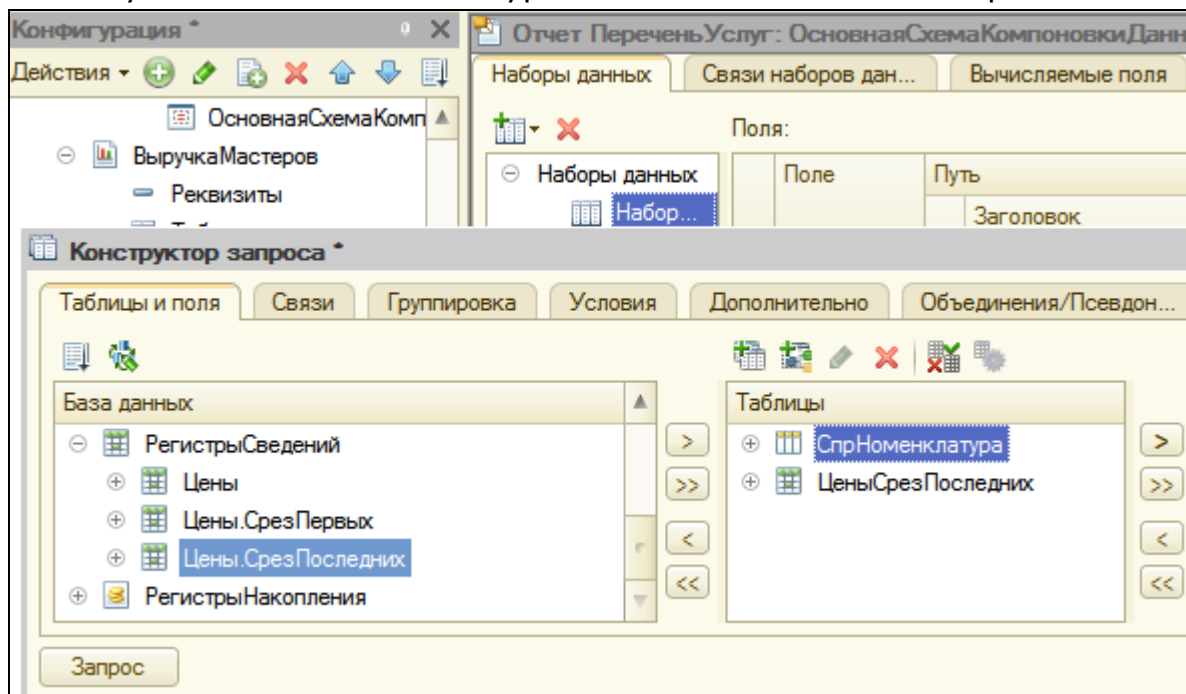 Конфигурация *
Действия
ОсновнаяСхемаКомп
ВыручкаМастеров
Реквизиты
Отчет ПереченьУслуг: ОсновнаяСхемаКомпоновкиДанн
Наборы данных
Связи наборов дан...
Вычисляемые поля
Поля:
Наборы данных
Набор...
Поле
Путь
Заголовок
Конструктор запроса *
Таблицы и поля
Связи
Группировка
Условия
Дополнительно
Объединения/Псевдон...
База данных
РегистрыСведений
Цены
Цены.СрезПервых
Цены.СрезПоследних
РегистрыНакопления
>
>>
<
<<
Таблицы
СпрНоменклатура
ЦеныСрезПоследних
>
>>
<
<<
Запрос